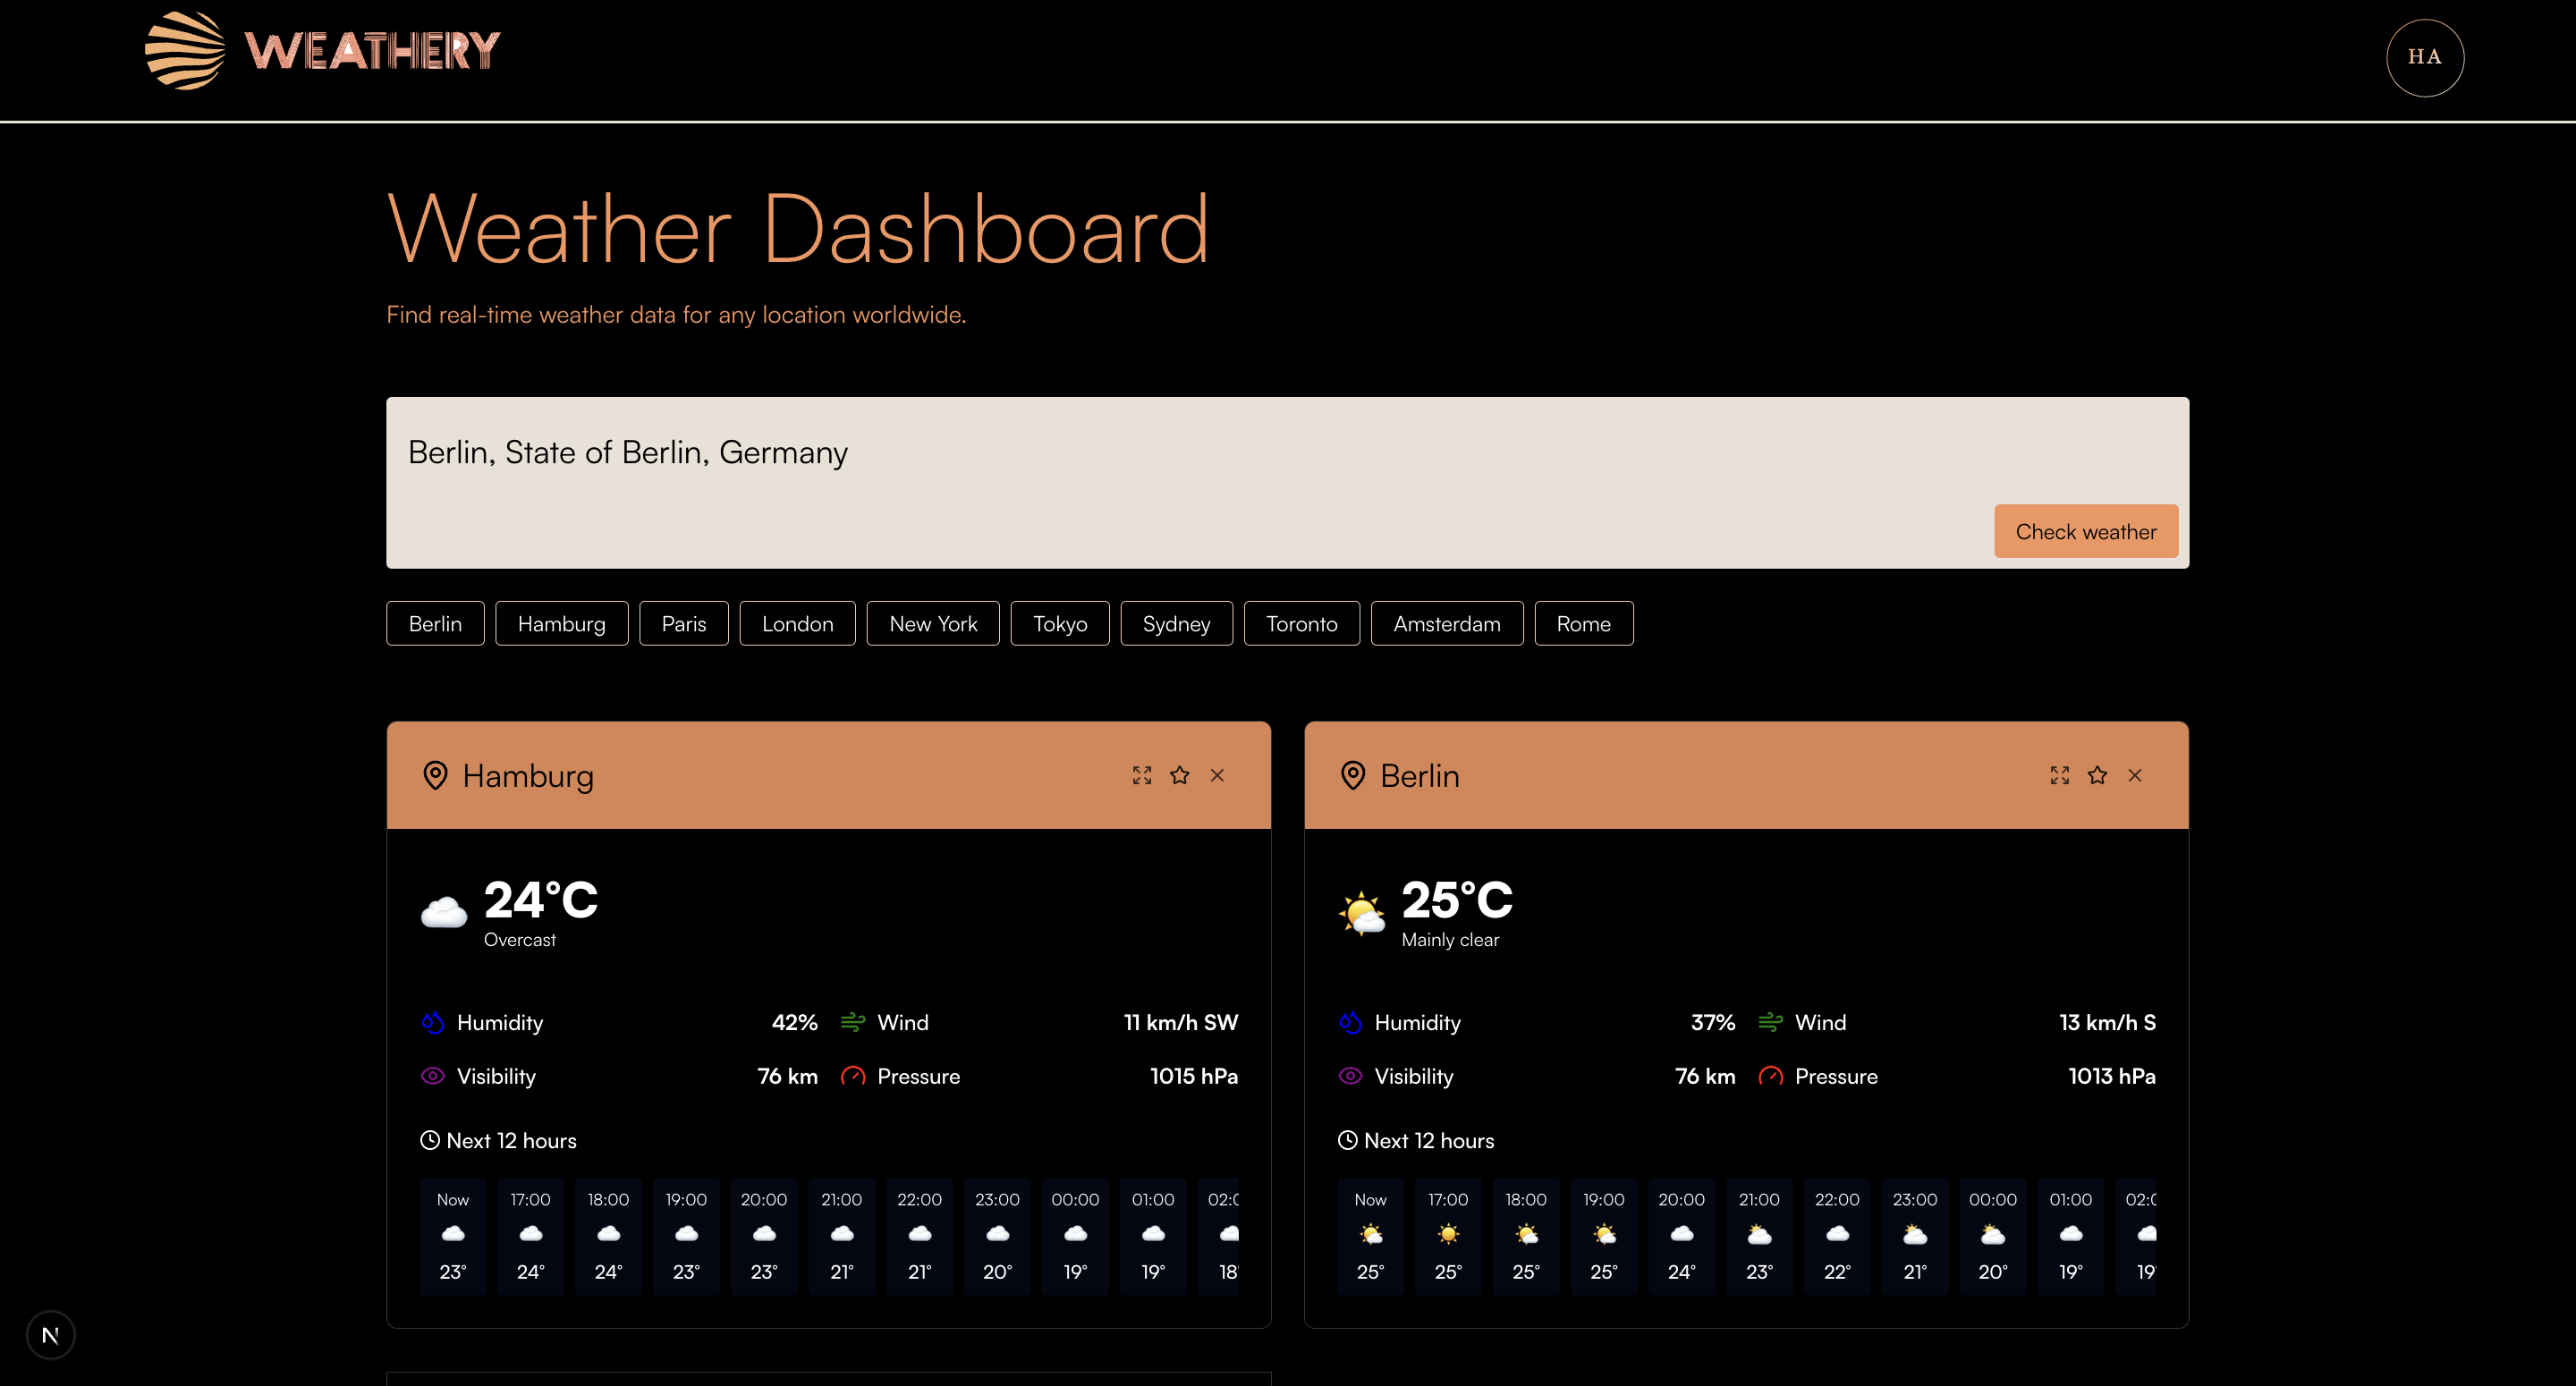 WEATHERY
HA
Weather Dashboard
Find real-time weather data for any location worldwide.
Berlin, State of Berlin, Germany
Check weather
Berlin Hamburg Paris London New York Tokyo Sydney Toronto Amsterdam Rome
Hamburg
24°C
Overcast
Humidity 42% Wind 11 km/h SW
Visibility 76 km Pressure 1015 hPa
Next 12 hours
Now 17:00 18:00 19:00 20:00 21:00 22:00 23:00 00:00 01:00
23° 24° 24° 23° 23° 21° 21° 20° 19° 19° 18
Berlin
25°C
Mainly clear
Humidity 37% Wind 13 km/h S
Visibility 76 km Pressure 1013 hPa
Next 12 hours
Now 17:00 18:00 19:00 20:00 21:00 22:00 23:00 00:00 01:00
25° 25° 25° 25° 24° 23° 22° 21° 20° 19° 19
N